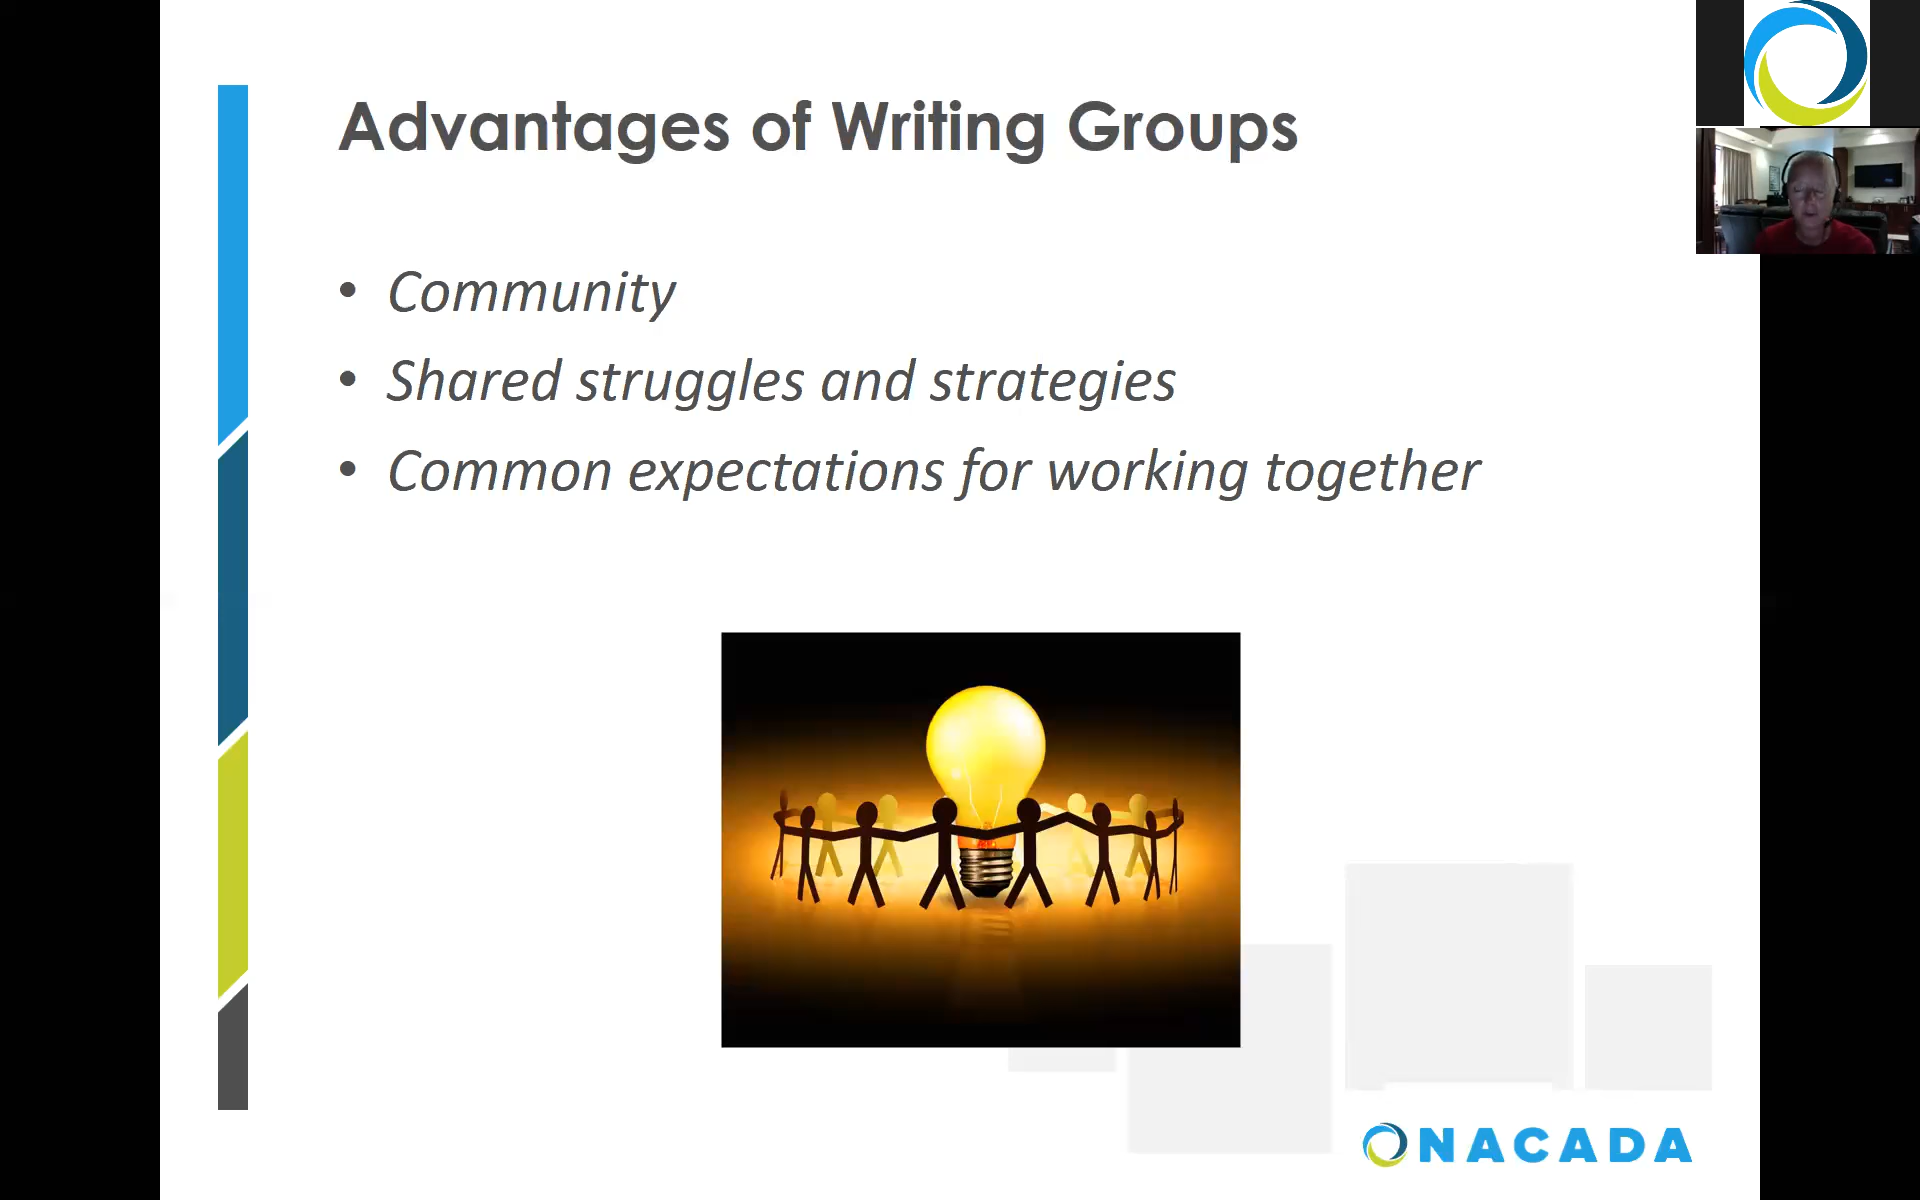 Advantages of Writing Groups
• Community
• Shared struggles and strategies
• Common expectations for working together
NACADA